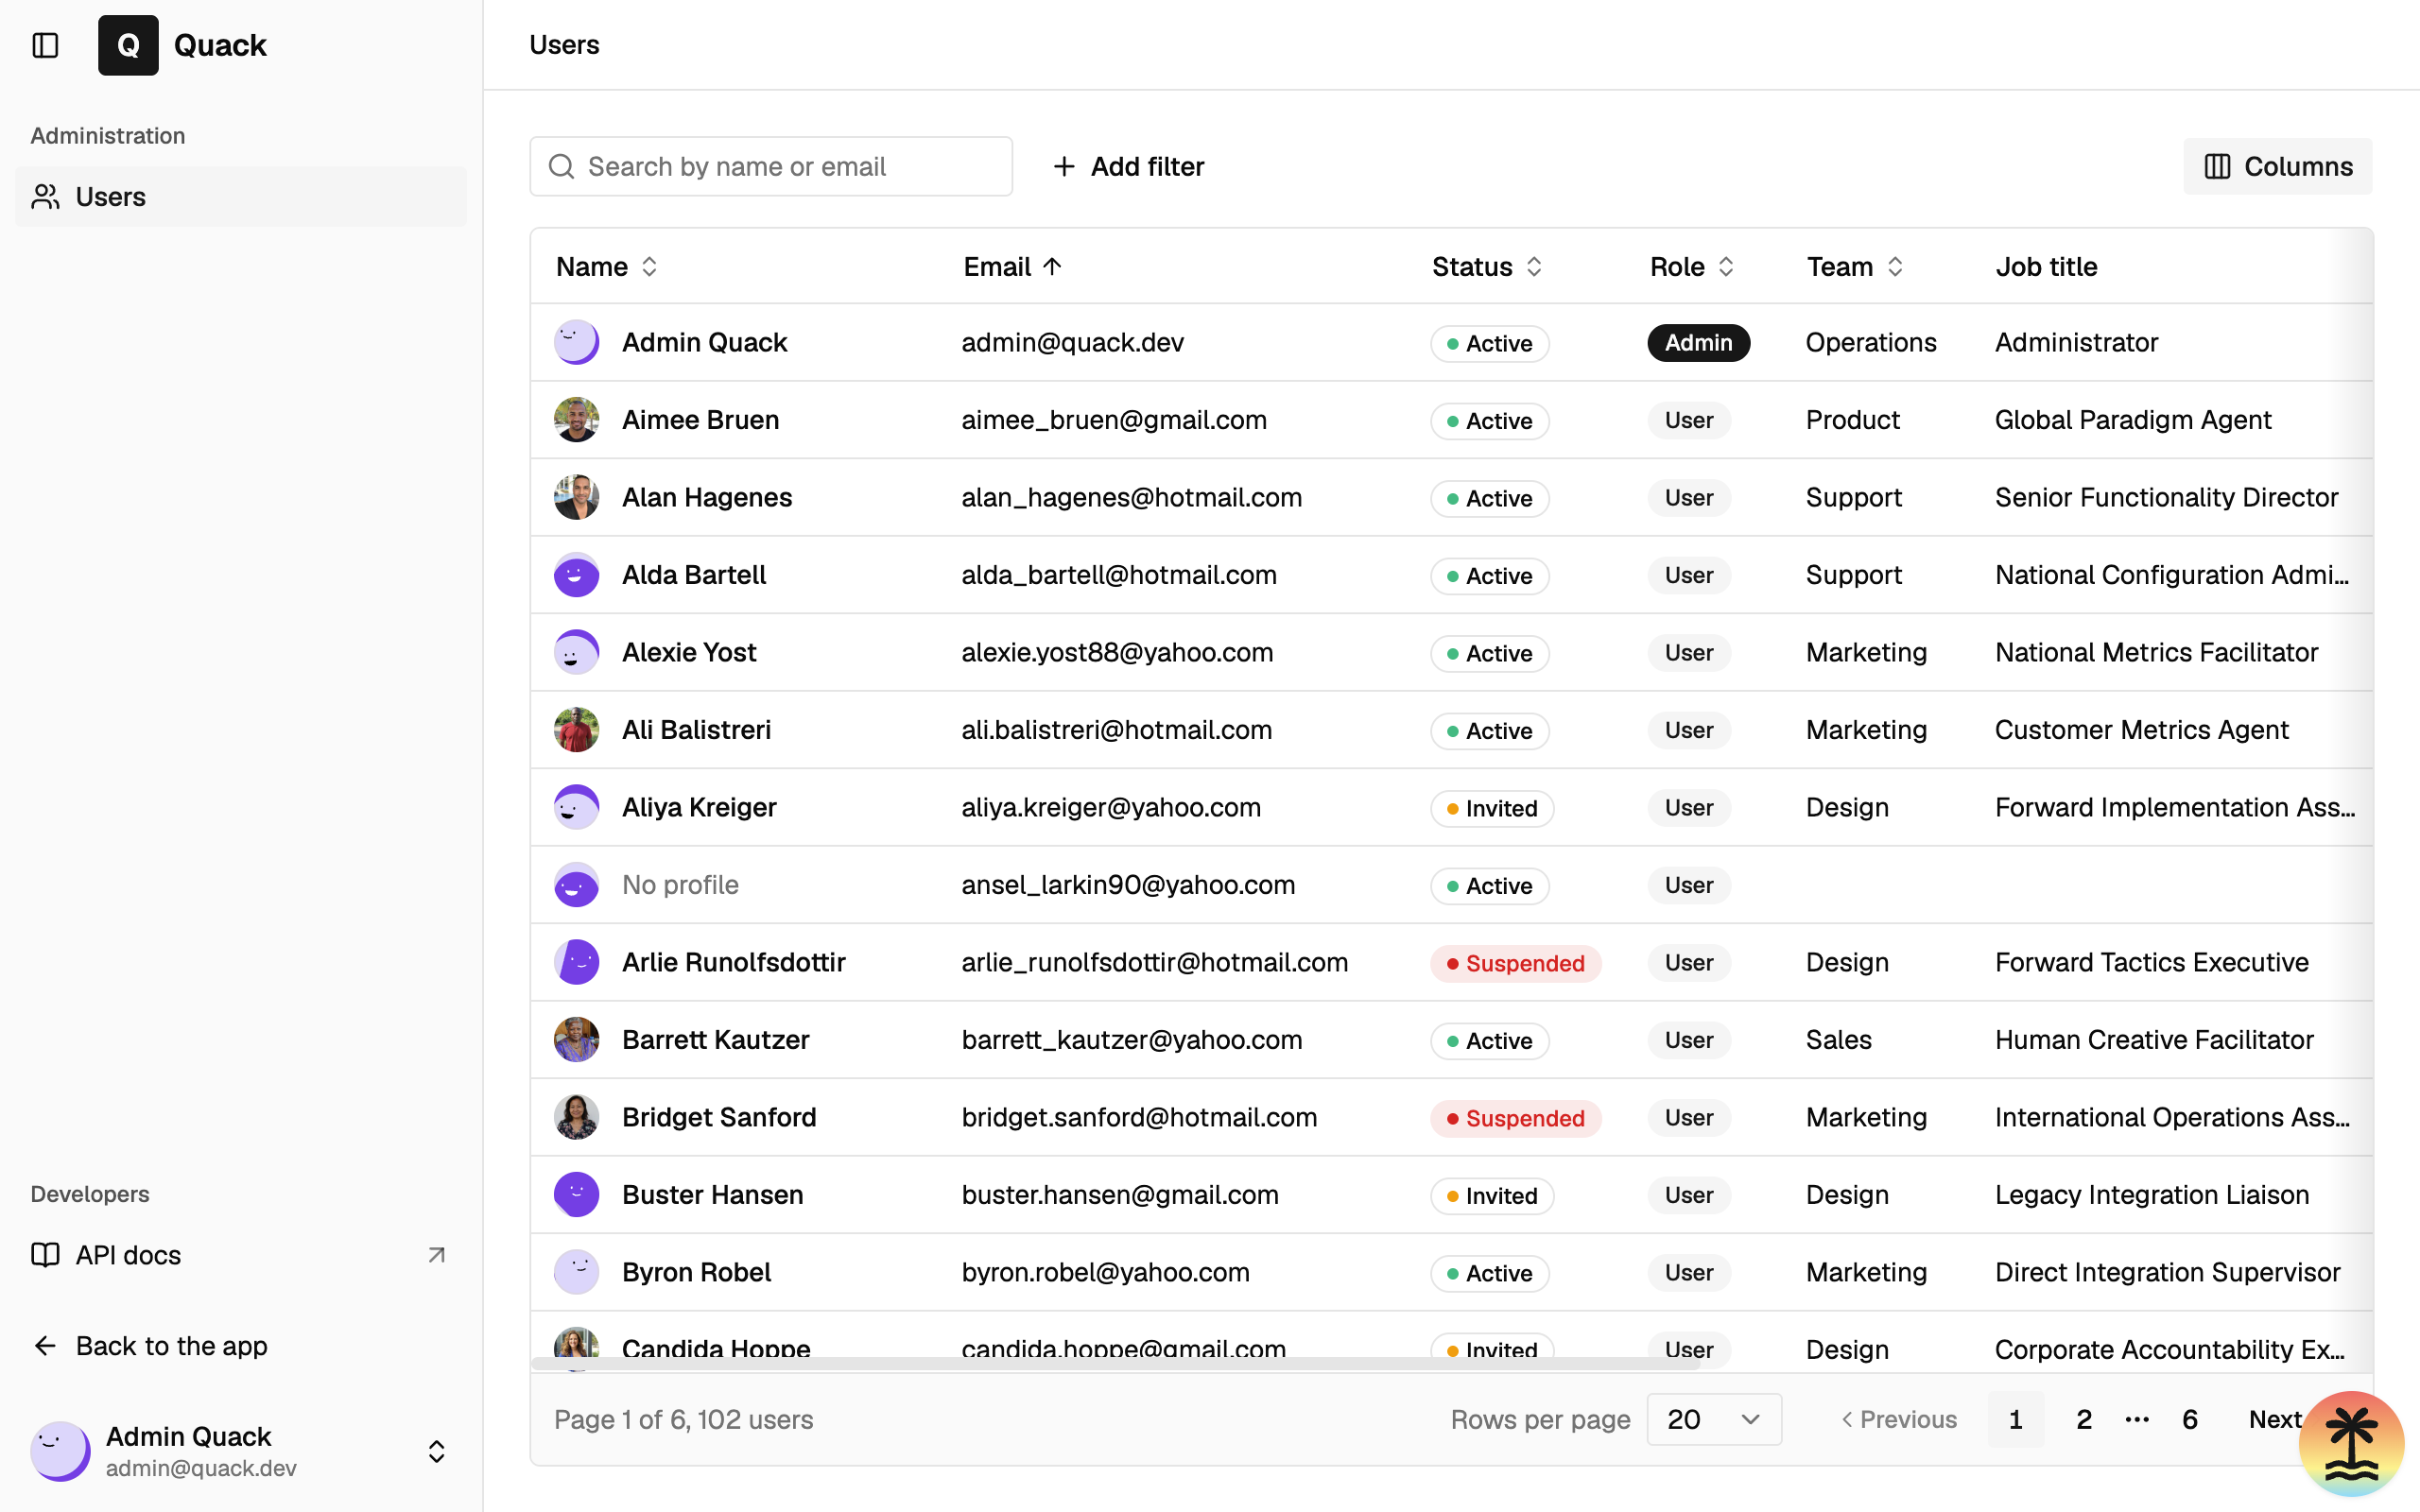 Q Quack
Administration
Users
Developers
API docs
Back to the app
Admin Quack
admin@quack.dev
Users
Search by name or email
Add filter
Columns
Name Email Status Role Team Job title
Admin Quack admin@quack.dev Active Admin Operations Administrator
Aimee Bruen aimee_bruen@gmail.com Active User Product Global Paradigm Agent
Alan Hagenes alan_hagenes@hotmail.com Active User Support Senior Functionality Director
Alda Bartell alda_bartell@hotmail.com Active User Support National Configuration Admi...
Alexie Yost alexie.yost88@yahoo.com Active User Marketing National Metrics Facilitator
Ali Balistreri ali.balistreri@hotmail.com Active User Marketing Customer Metrics Agent
Aliya Kreiger aliya.kreiger@yahoo.com Invited User Design Forward Implementation Ass...
No profile ansel_larkin90@yahoo.com Active User
Arlie Runolfsdottir arlie_runolfsdottir@hotmail.com Suspended User Design Forward Tactics Executive
Barrett Kautzer barrett_kautzer@yahoo.com Active User Sales Human Creative Facilitator
Bridget Sanford bridget.sanford@hotmail.com Suspended User Marketing International Operations Ass...
Buster Hansen buster.hansen@gmail.com Invited User Design Legacy Integration Liaison
Byron Robel byron.robel@yahoo.com Active User Marketing Direct Integration Supervisor
Candida Hoppe candida.hoppe@gmail.com Invited User Design Corporate Accountability Ex...
Page 1 of 6, 102 users Rows per page 20 Previous 1 2 ... 6 Next